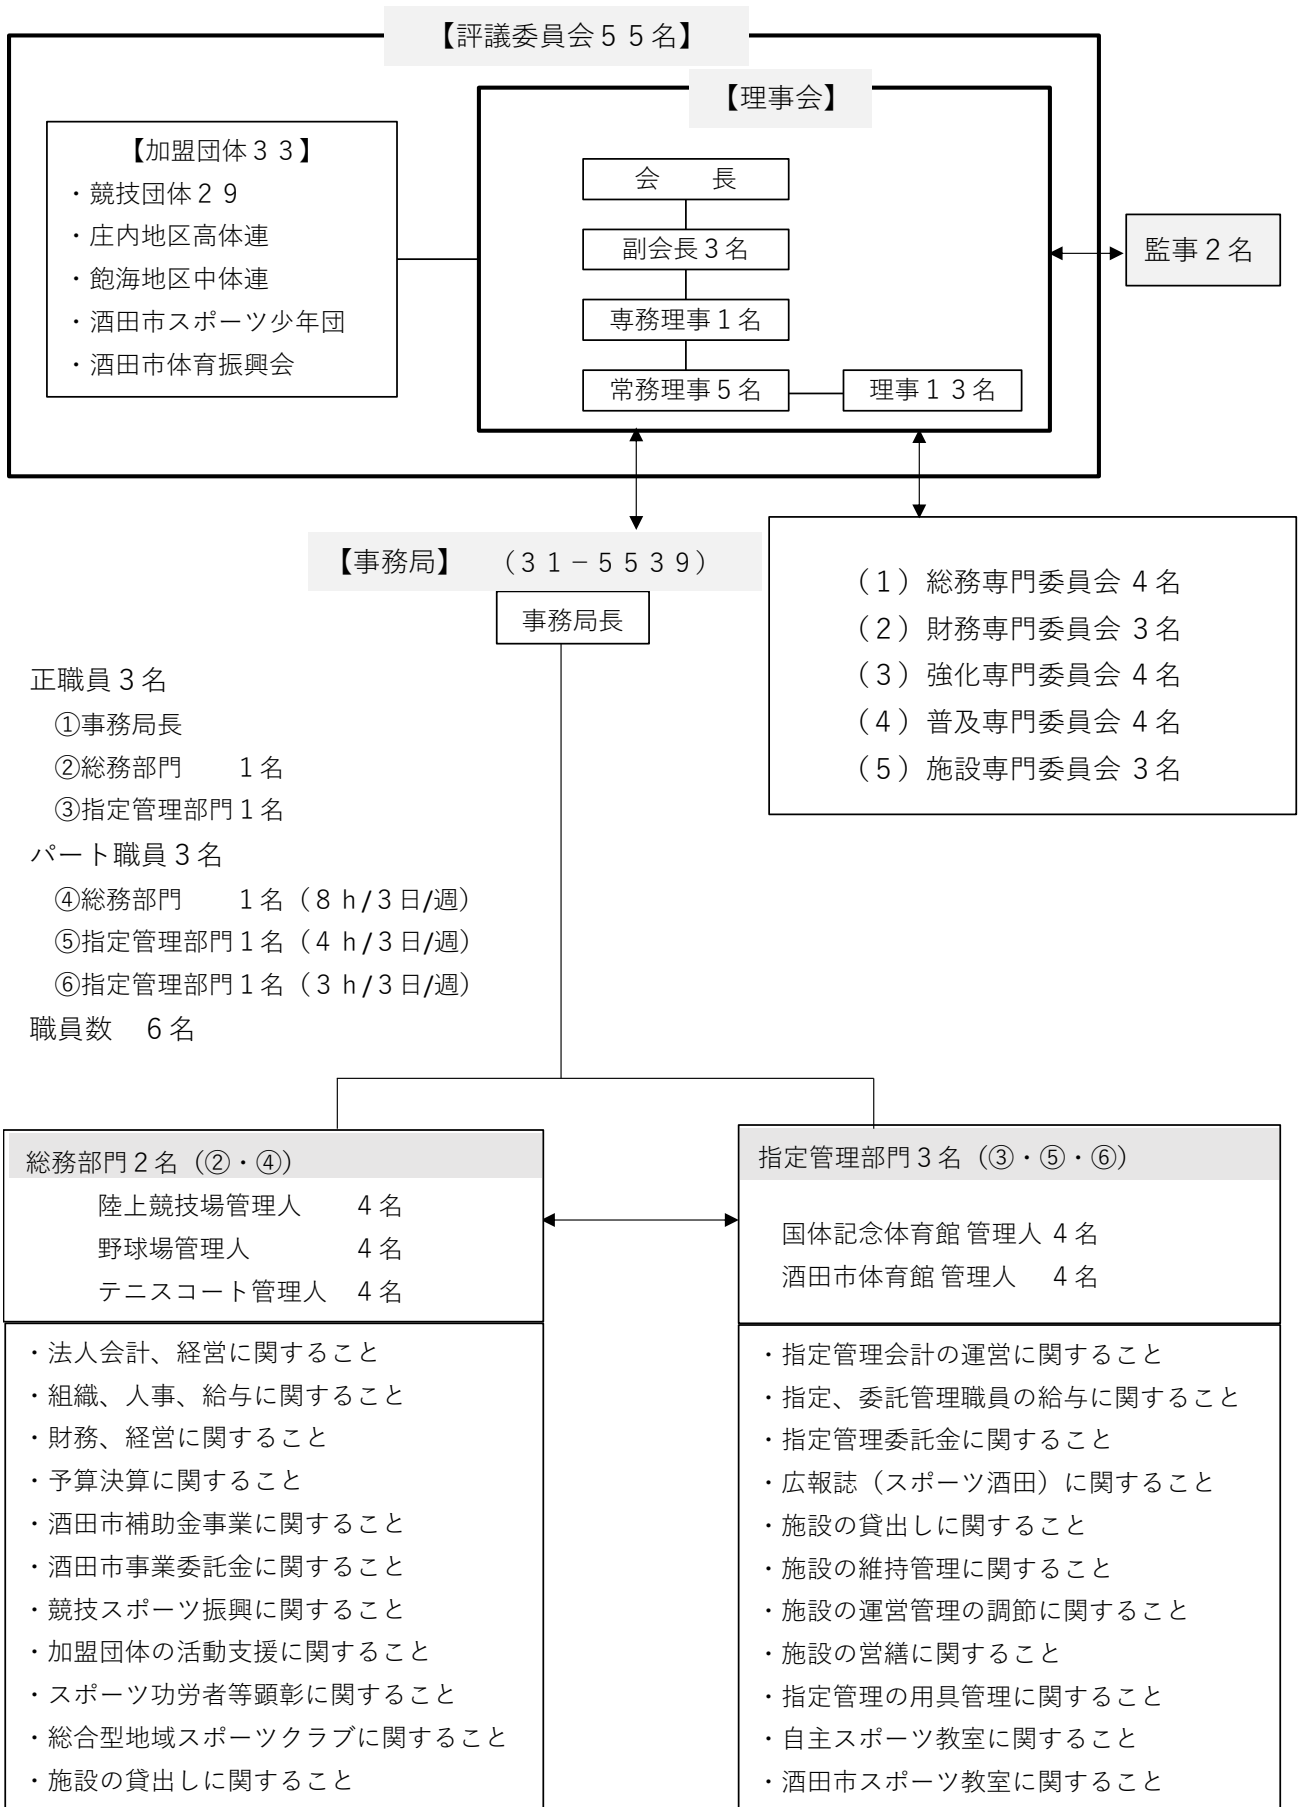 【評議委員会５５名】
【理事会】
【加盟団体３３】
・競技団体２９
・庄内地区高体連
・飽海地区中体連
・酒田市スポーツ少年団
・酒田市体育振興会
会　　長
副会長３名
専務理事１名
常務理事５名
理事１３名
監事２名
【事務局】　（３１－５５３９）
事務局長
（１）総務専門委員会 ４名
（２）財務専門委員会 ３名
（３）強化専門委員会 ４名
（４）普及専門委員会 ４名
（５）施設専門委員会 ３名
正職員３名
①事務局長
②総務部門　　１名
③指定管理部門１名
パート職員３名
④総務部門　　１名（８ｈ/３日/週）
⑤指定管理部門１名（４ｈ/３日/週）
⑥指定管理部門１名（３ｈ/３日/週）
職員数　６名
総務部門２名（②・④）
陸上競技場管理人　４名
野球場管理人　　　４名
テニスコート管理人　４名
・法人会計、経営に関すること
・組織、人事、給与に関すること
・財務、経営に関すること
・予算決算に関すること
・酒田市補助金事業に関すること
・酒田市事業委託金に関すること
・競技スポーツ振興に関すること
・加盟団体の活動支援に関すること
・スポーツ功労者等顕彰に関すること
・総合型地域スポーツクラブに関すること
・施設の貸出しに関すること
指定管理部門３名（③・⑤・⑥）
国体記念体育館 管理人 ４名
酒田市体育館 管理人　４名
・指定管理会計の運営に関すること
・指定、委託管理職員の給与に関すること
・指定管理委託金に関すること
・広報誌（スポーツ酒田）に関すること
・施設の貸出しに関すること
・施設の維持管理に関すること
・施設の運営管理の調節に関すること
・施設の営繕に関すること
・指定管理の用具管理に関すること
・自主スポーツ教室に関すること
・酒田市スポーツ教室に関すること